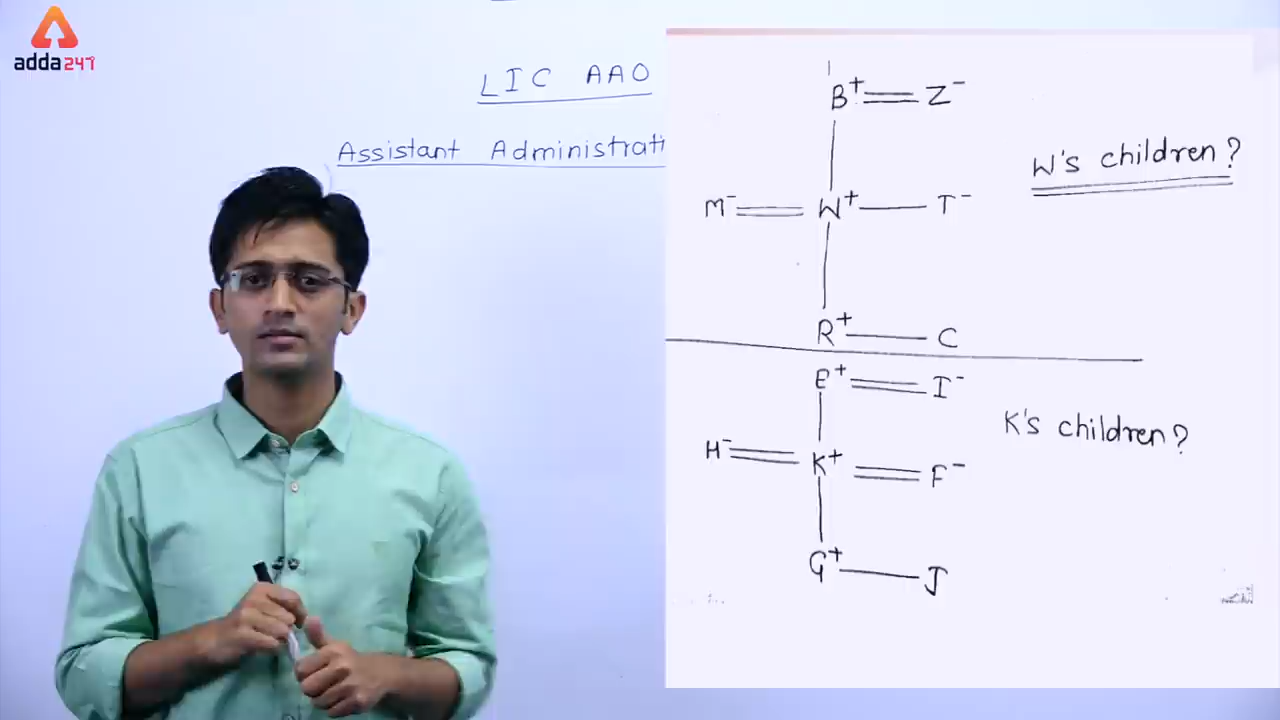 adda247
LIC AAO
Assistant Administrati
B+ Z-
W's children?
M- W+ T-
R+ C
E+ I-
K's children?
H- K+ F-
G+ J